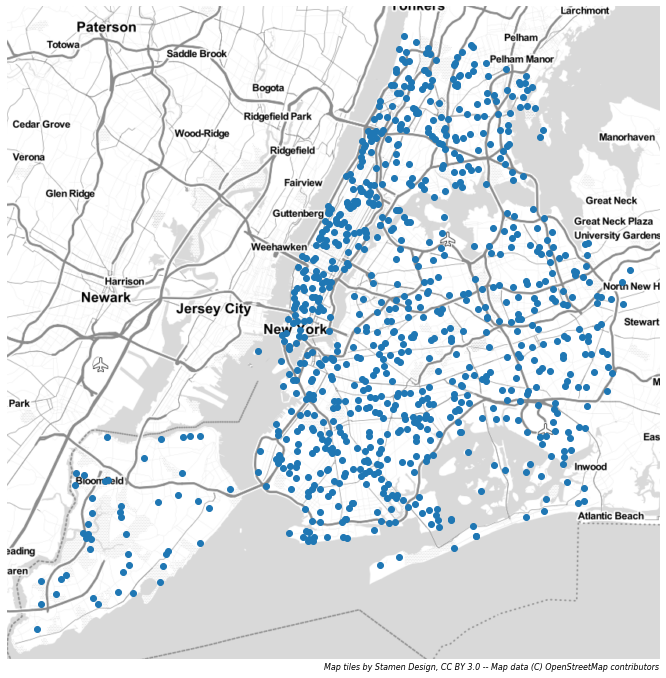 Yonkers
Larchmont
Paterson
Totowa
Saddle Brook
Pelham
Pelham Manor
Bogota
Ridgefield Park
Cedar Grove
Wood-Ridge
Manorhaven
Verona
Ridgefield
Glen Ridge
Fairview
Great Neck
Guttenberg
Great Neck Plaza
University Gardens
Weehawken
Harrison
North New H
Newark
Jersey City
Stewart
New York
M
Park
Eas
Inwood
Bloomfield
Atlantic Beach
eading
aren
Map tiles by Stamen Design, CC BY 3.0 -- Map data (C) OpenStreetMap contributors